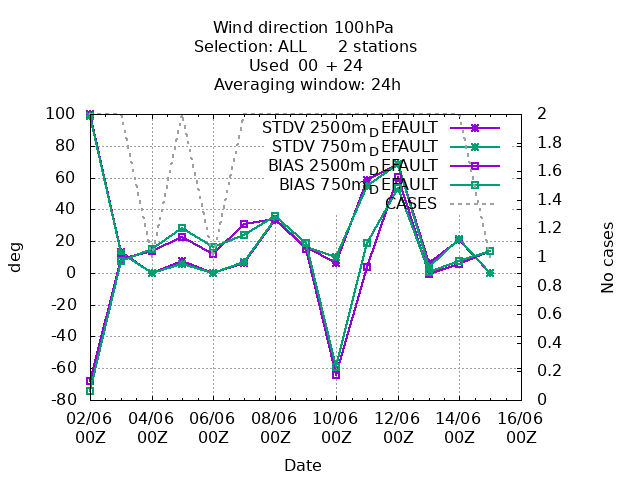 Wind direction 100hPa
Selection: ALL 2 stations
Used 00 + 24
Averaging window: 24h
STDV 2500m_DEFAULT
STDV 750m_DEFAULT
BIAS 2500m_DEFAULT
BIAS 750m_DEFAULT
CASES
100
80
60
40
20
0
-20
-40
-60
-80
deg
2
1.8
1.6
1.4
1.2
1
0.8
0.6
0.4
0.2
0
No cases
02/06 04/06 06/06 08/06 10/06 12/06 14/06 16/06
00Z 00Z 00Z 00Z 00Z 00Z 00Z 00Z
Date